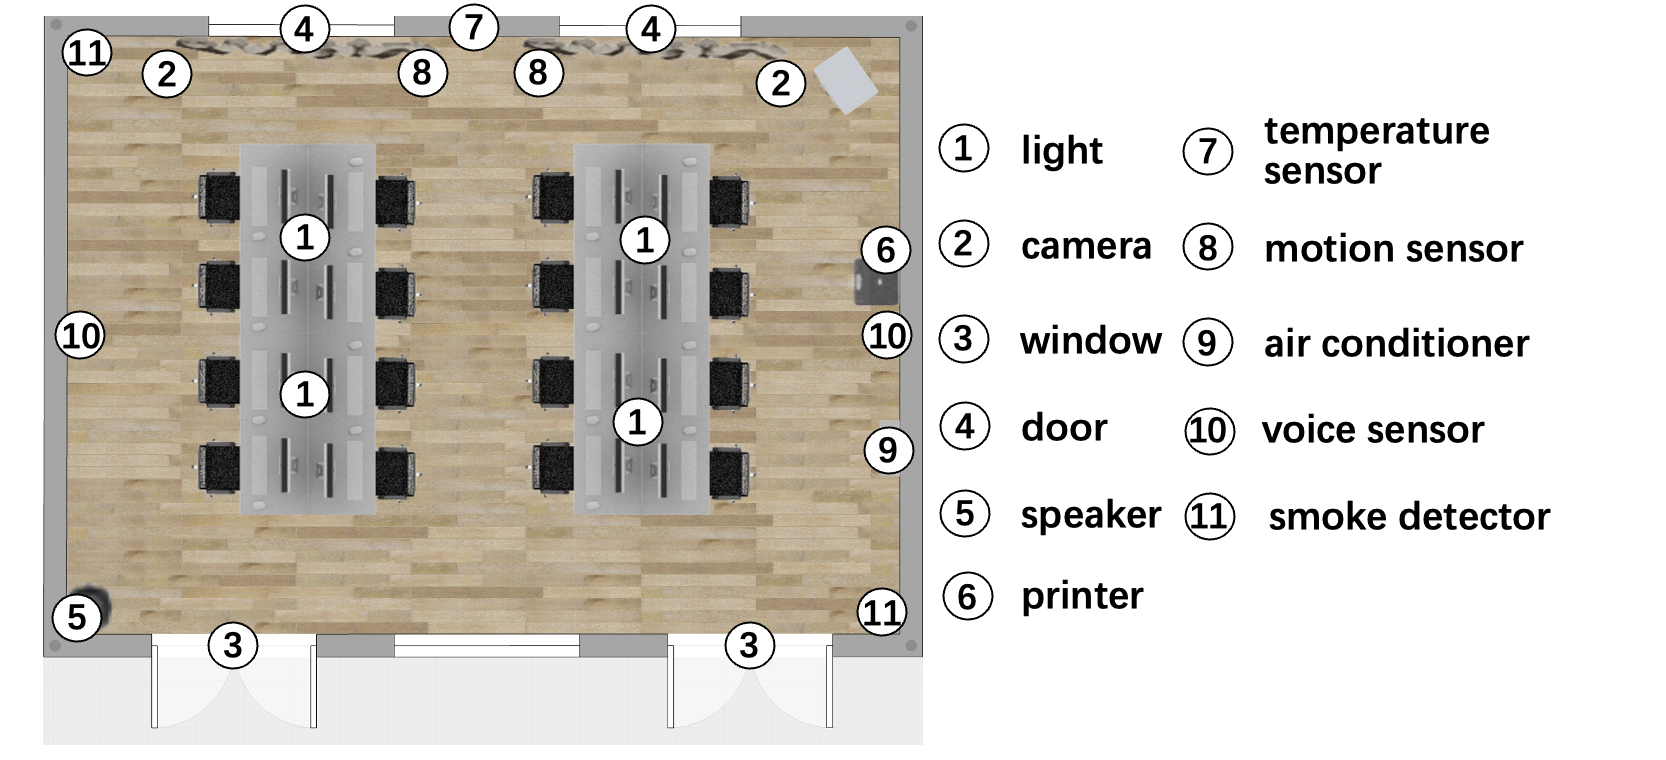 4
7
4
11
2
8
8
2
1
1
6
10
10
1
1
9
5
11
3
3
1 light
2 camera
3 window
4 door
5 speaker
6 printer
7 temperature
sensor
8 motion sensor
9 air conditioner
10 voice sensor
11 smoke detector